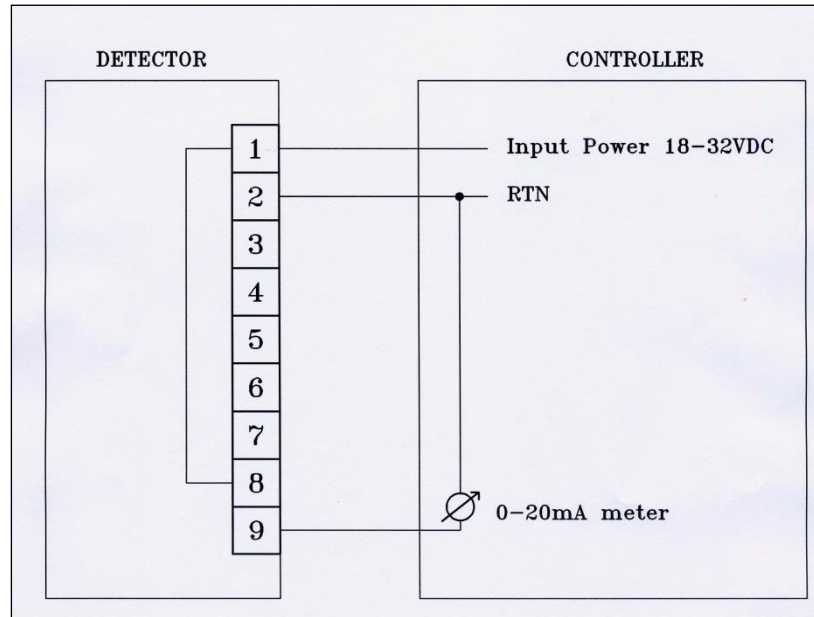 DETECTOR
CONTROLLER
1
Input Power 18-32VDC
2
RTN
3
4
5
6
7
8
9
0-20mA meter